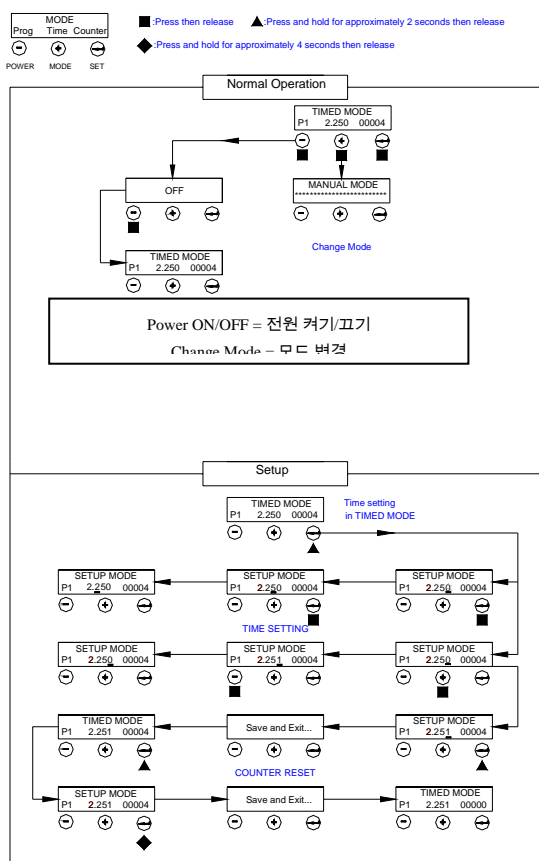 MODE
Prog Time Counter
POWER MODE SET
:Press then release
:Press and hold for approximately 2 seconds then release
:Press and hold for approximately 4 seconds then release
Normal Operation
TIMED MODE
P1 2.250 00004
OFF
MANUAL MODE
*************************
Change Mode
TIMED MODE
P1 2.250 00004
Power ON/OFF = 전원 켜기/끄기
Change Mode = 모드 변경
Setup
TIMED MODE
P1 2.250 00004
Time setting
in TIMED MODE
SETUP MODE
P1 2.250 00004
SETUP MODE
P1 2.250 00004
SETUP MODE
P1 2.250 00004
TIME SETTING
SETUP MODE
P1 2.250 00004
SETUP MODE
P1 2.251 00004
SETUP MODE
P1 2.250 00004
TIMED MODE
P1 2.251 00004
Save and Exit...
SETUP MODE
P1 2.251 00004
COUNTER RESET
SETUP MODE
P1 2.251 00004
Save and Exit...
TIMED MODE
P1 2.251 00000